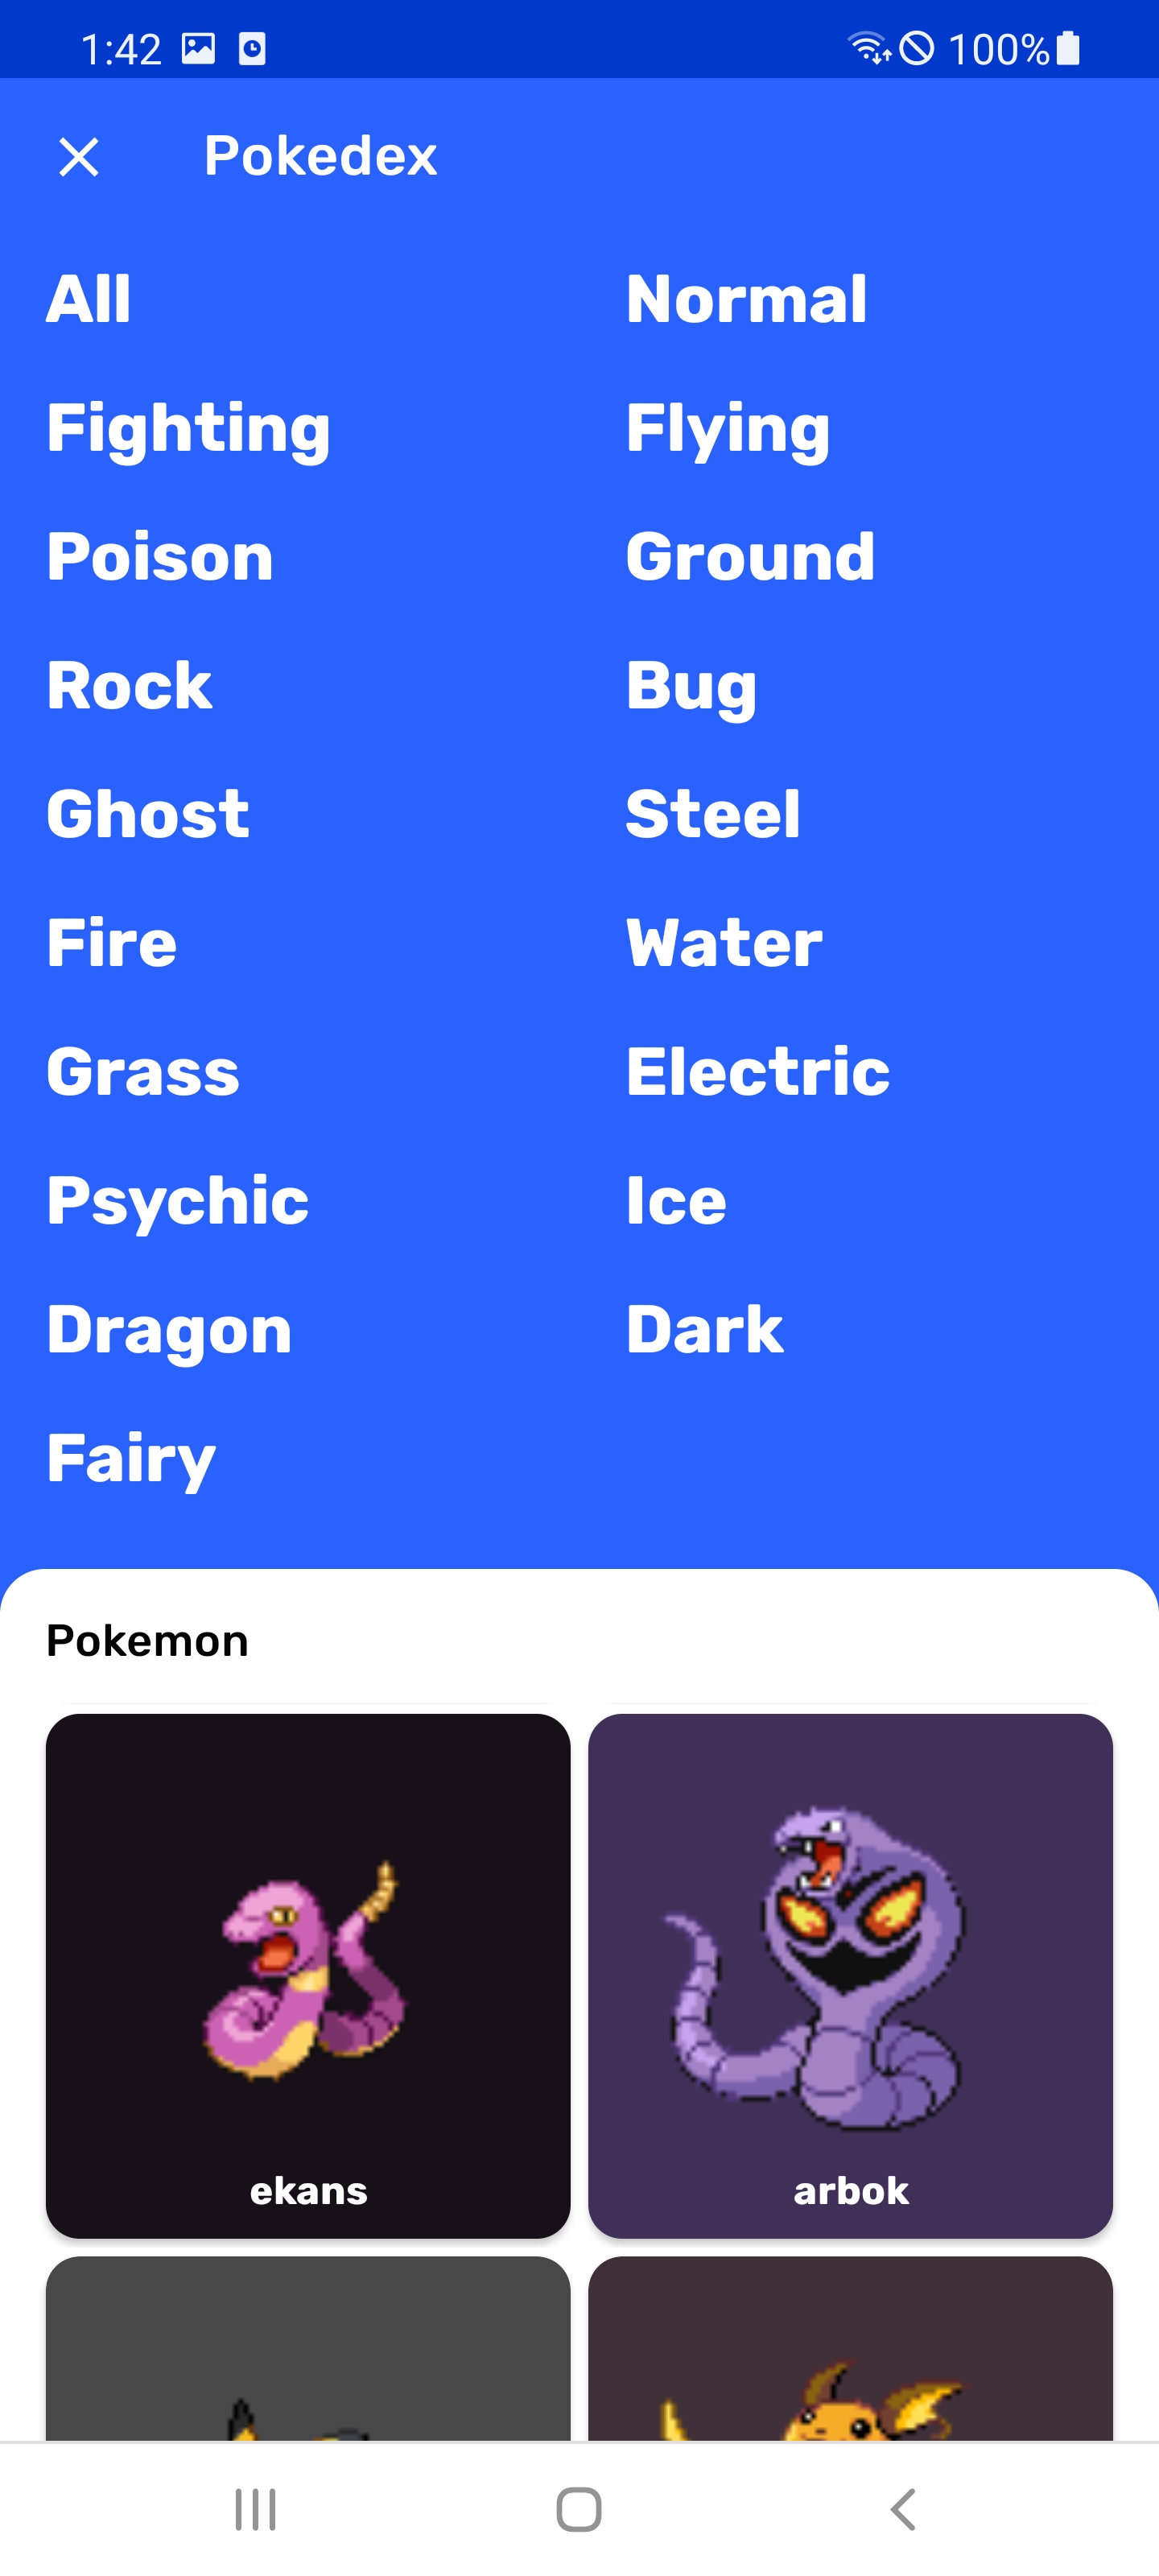 1:42 100%
Pokedex
All Normal
Fighting Flying
Poison Ground
Rock Bug
Ghost Steel
Fire Water
Grass Electric
Psychic Ice
Dragon Dark
Fairy
Pokemon
ekans arbok